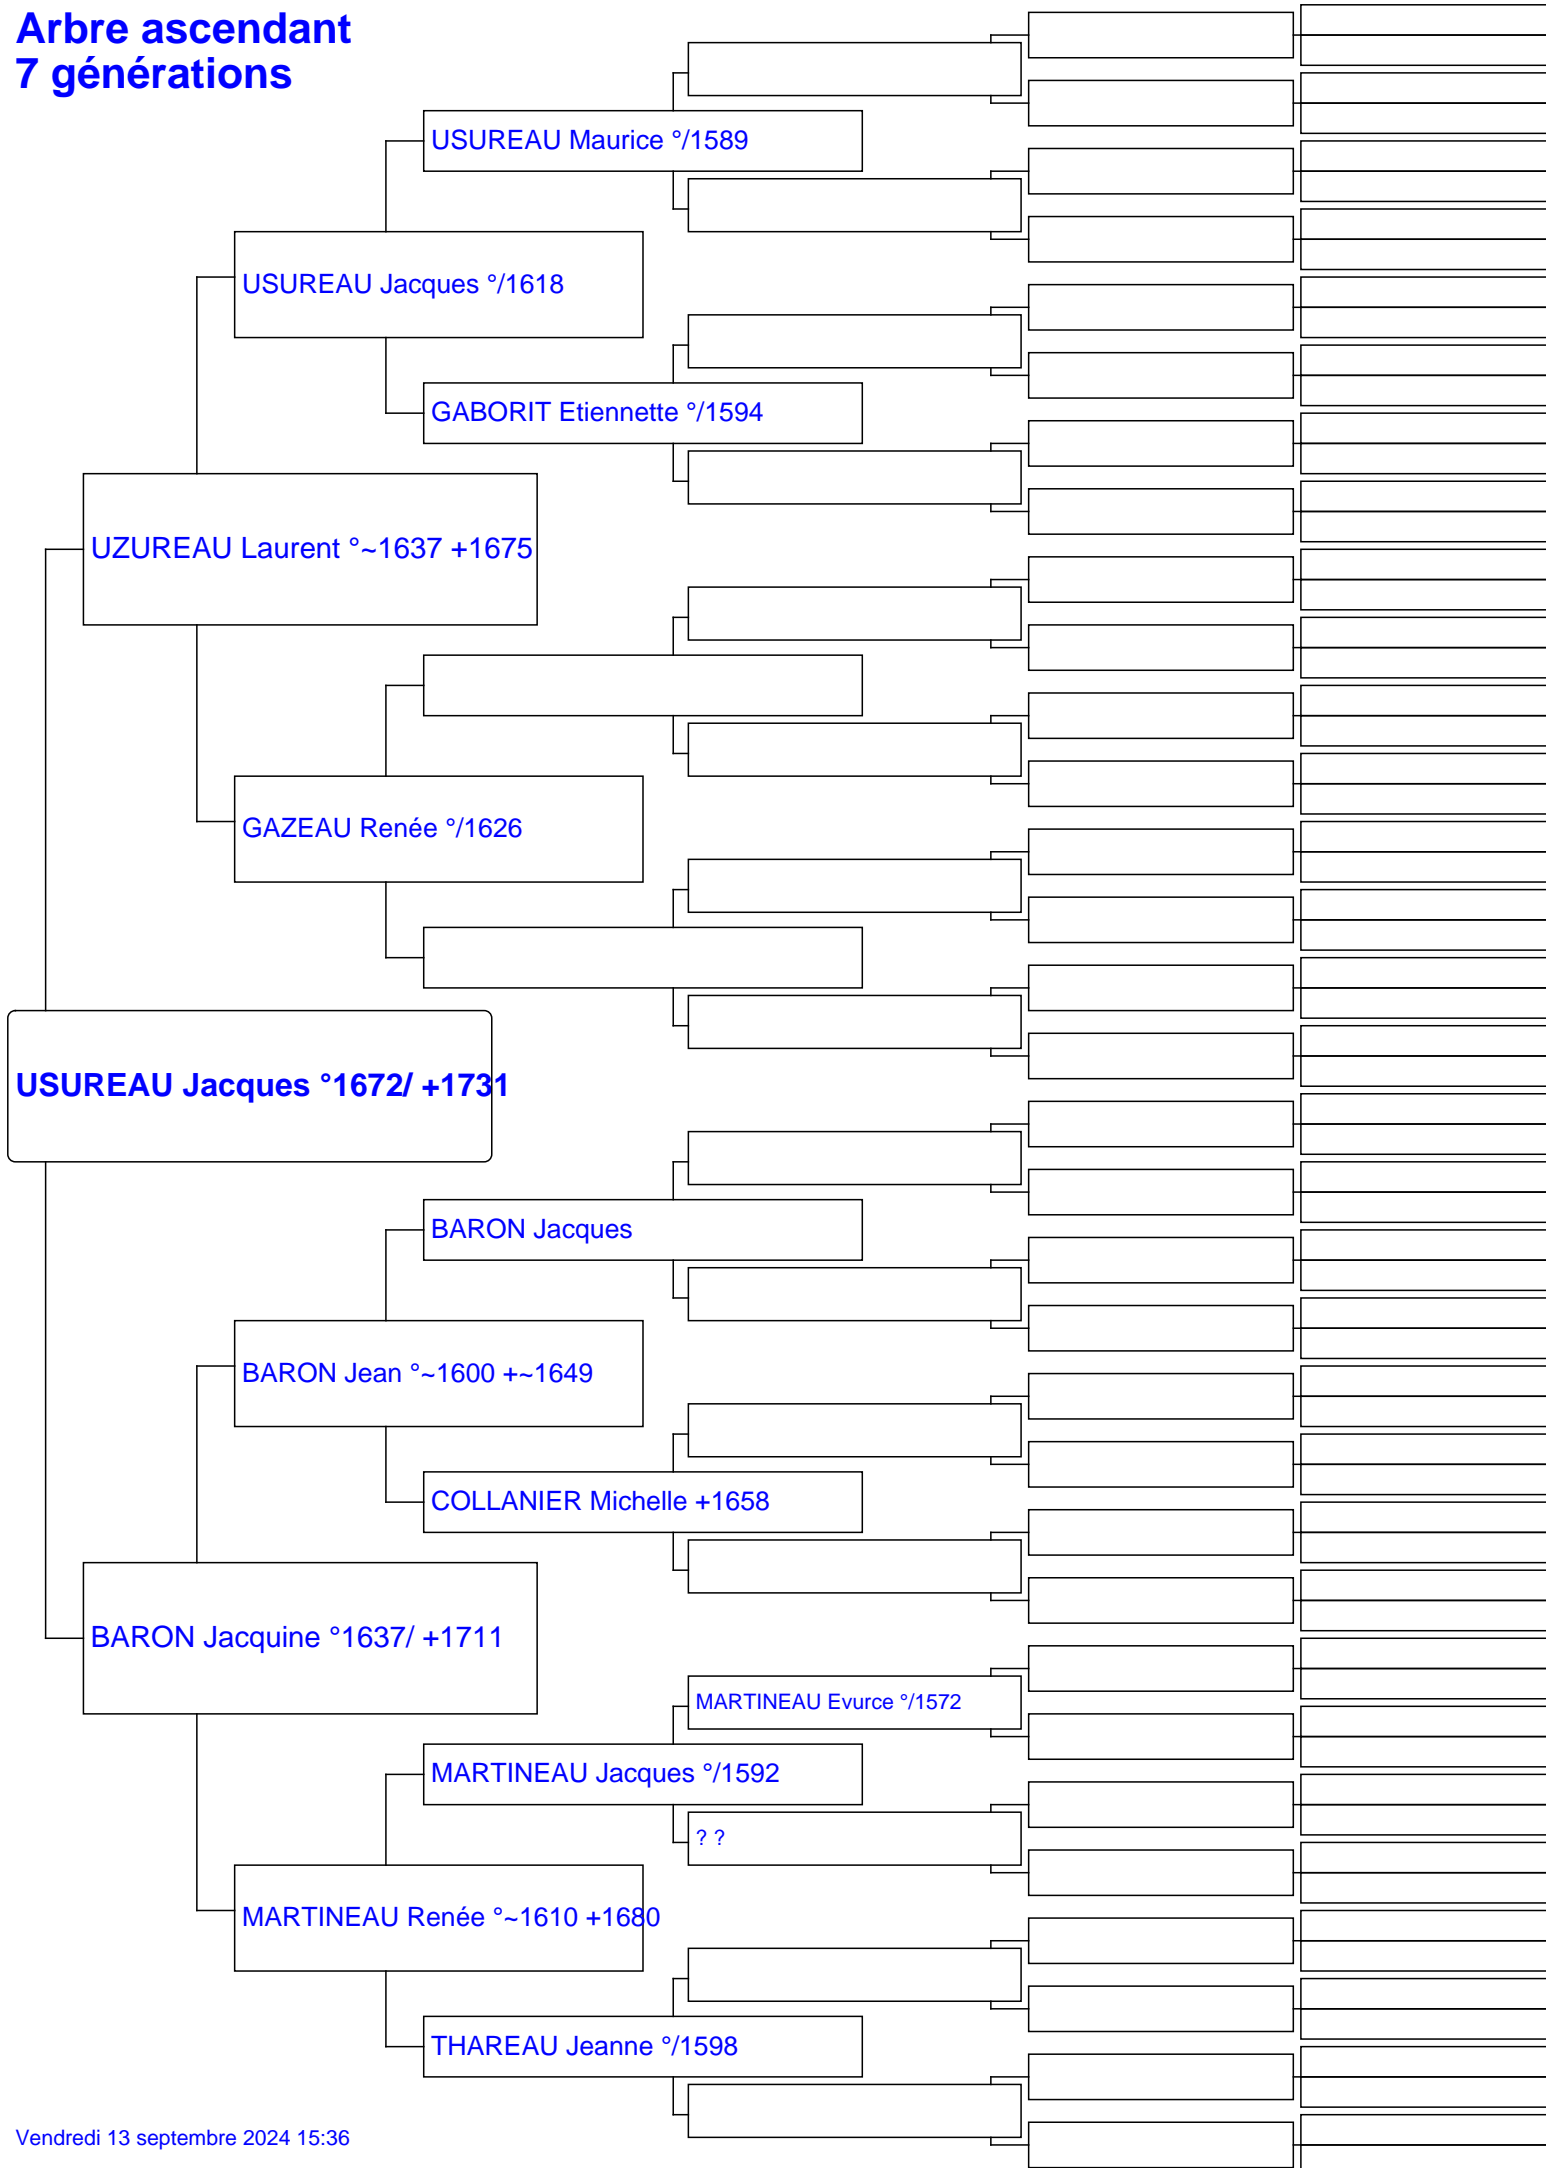 Arbre ascendant
7 générations
USUREAU Maurice °/1589
USUREAU Jacques °/1618
GABORIT Etiennette °/1594
UZUREAU Laurent °~1637 +1675
GAZEAU Renée °/1626
USUREAU Jacques °1672/ +1731
BARON Jacques
BARON Jean °~1600 +~1649
COLLANIER Michelle +1658
BARON Jacquine °1637/ +1711
MARTINEAU Evurce °/1572
MARTINEAU Jacques °/1592
? ?
MARTINEAU Renée °~1610 +1680
THAREAU Jeanne °/1598
Vendredi 13 septembre 2024 15:36